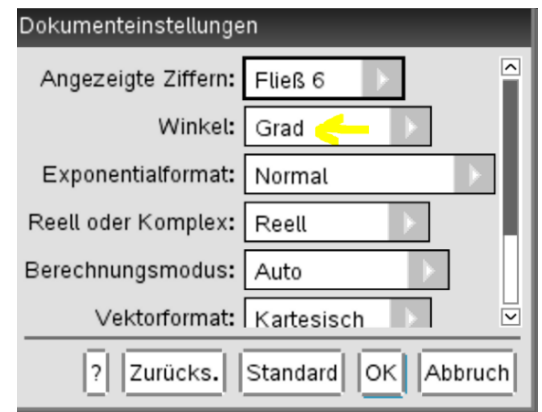 Dokumenteinstellungen
Angezeigte Ziffern: Fließ 6
Winkel: Grad
Exponentialformat: Normal
Reell oder Komplex: Reell
Berechnungsmodus: Auto
Vektorformat: Kartesisch
? Zurücks. Standard OK Abbruch